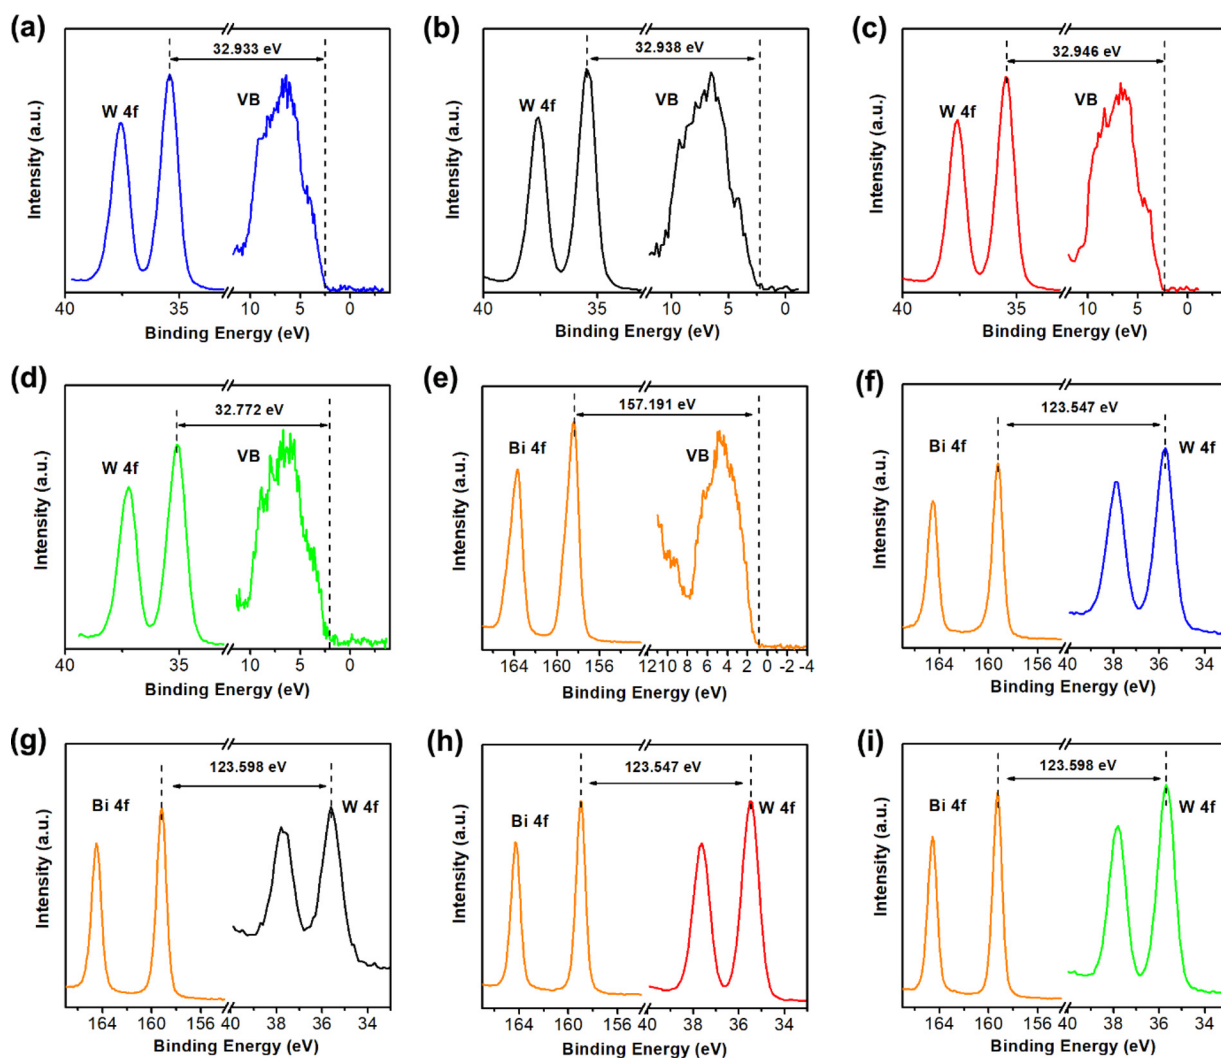 (a)
32.933 eV
W 4f
VB
Intensity (a.u.)
40 35 10 5 0
Binding Energy (eV)
(b)
32.938 eV
W 4f
VB
Intensity (a.u.)
40 35 10 5 0
Binding Energy (eV)
(c)
32.946 eV
W 4f
VB
Intensity (a.u.)
40 35 10 5 0
Binding Energy (eV)
(d)
32.772 eV
W 4f
VB
Intensity (a.u.)
40 35 10 5 0
Binding Energy (eV)
(e)
157.191 eV
Bi 4f
VB
Intensity (a.u.)
164 160 156 12 10 8 6 4 2 0 -2 -4
Binding Energy (eV)
(f)
123.547 eV
Bi 4f
W 4f
Intensity (a.u.)
164 160 156 40 38 36 34
Binding Energy (eV)
(g)
123.598 eV
Bi 4f
W 4f
Intensity (a.u.)
164 160 156 40 38 36 34
Binding Energy (eV)
(h)
123.547 eV
Bi 4f
W 4f
Intensity (a.u.)
164 160 156 40 38 36 34
Binding Energy (eV)
(i)
123.598 eV
Bi 4f
W 4f
Intensity (a.u.)
164 160 156 40 38 36 34
Binding Energy (eV)